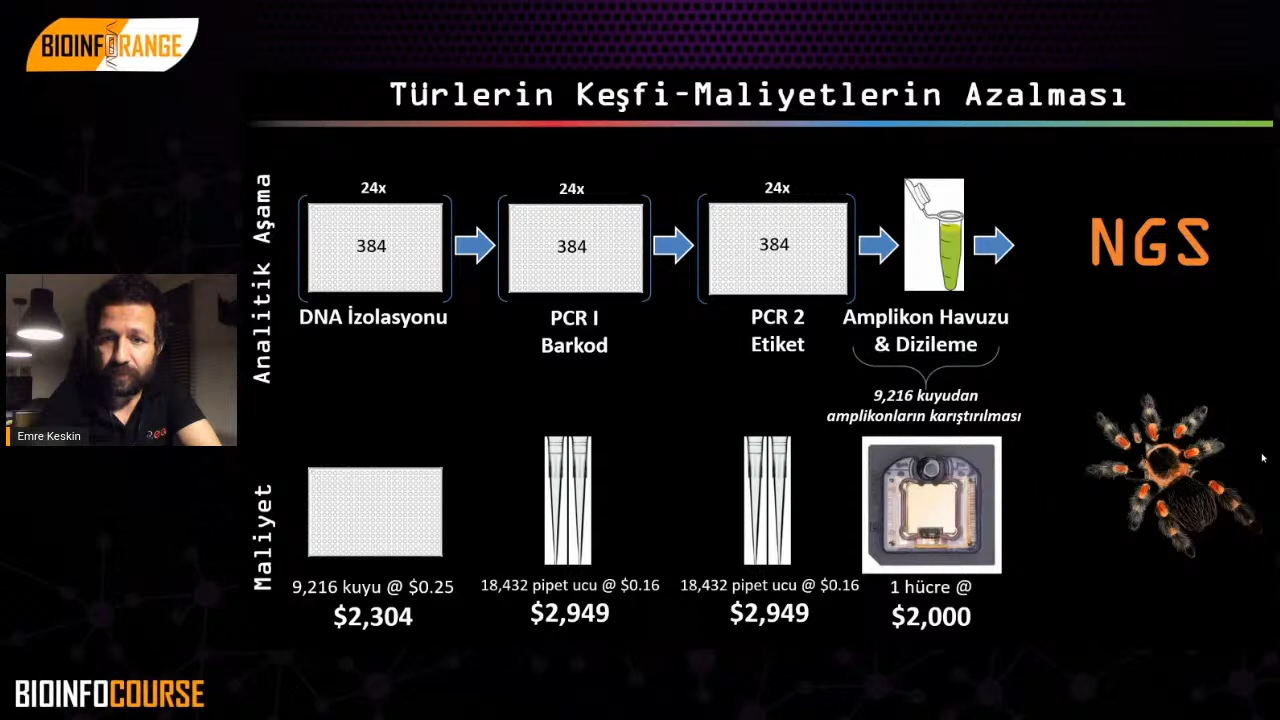 BIOINFORANGE
Türlerin Keşfi-Maliyetlerin Azalması
Analitik Aşama
24x
24x
24x
384
384
384
NGS
DNA İzolasyonu
PCR I
Barkod
PCR 2
Etiket
Amplikon Havuzu
& Dizileme
9,216 kuyudan
amplikonların karıştırılması
Emre Keskin
Maliyet
9,216 kuyu @ $0.25
$2,304
18,432 pipet ucu @ $0.16
$2,949
18,432 pipet ucu @ $0.16
$2,949
1 hücre @
$2,000
BIOINFOCOURSE